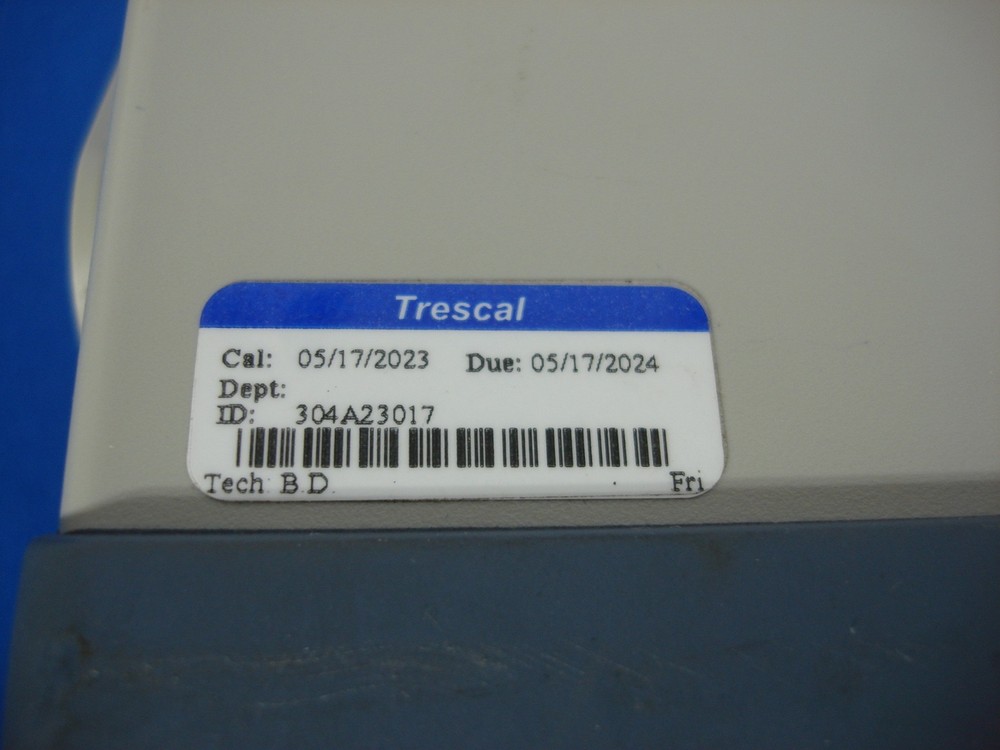 Trescal
Cal: 05/17/2023 Due: 05/17/2024
Dept:
ID: 304A23017
Tech: B.D. Fri